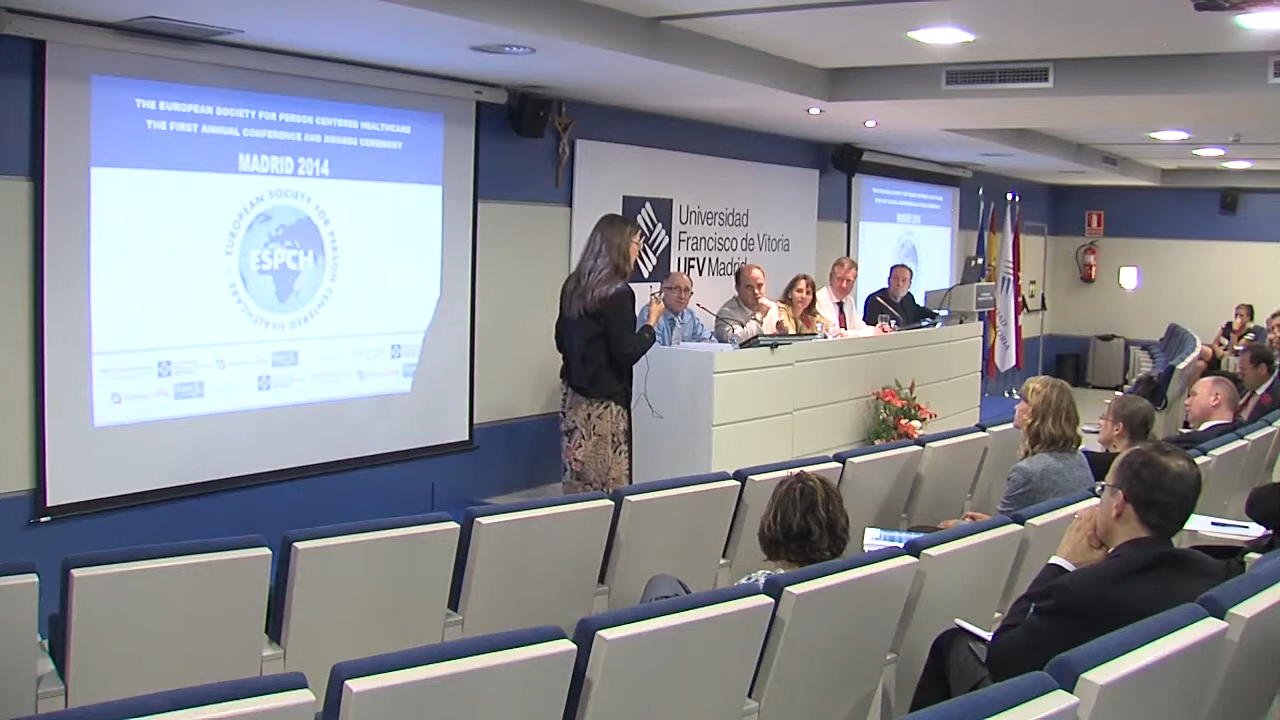 THE EUROPEAN SOCIETY FOR PERSON CENTERED HEALTHCARE
THE FIRST ANNUAL CONFERENCE AND AWARDS CEREMONY
MADRID 2014
EUROPEAN SOCIETY FOR PERSON CENTERED HEALTHCARE
ESPCH
Universidad
Francisco de Vitoria
UFV Madrid
MADRID 2014